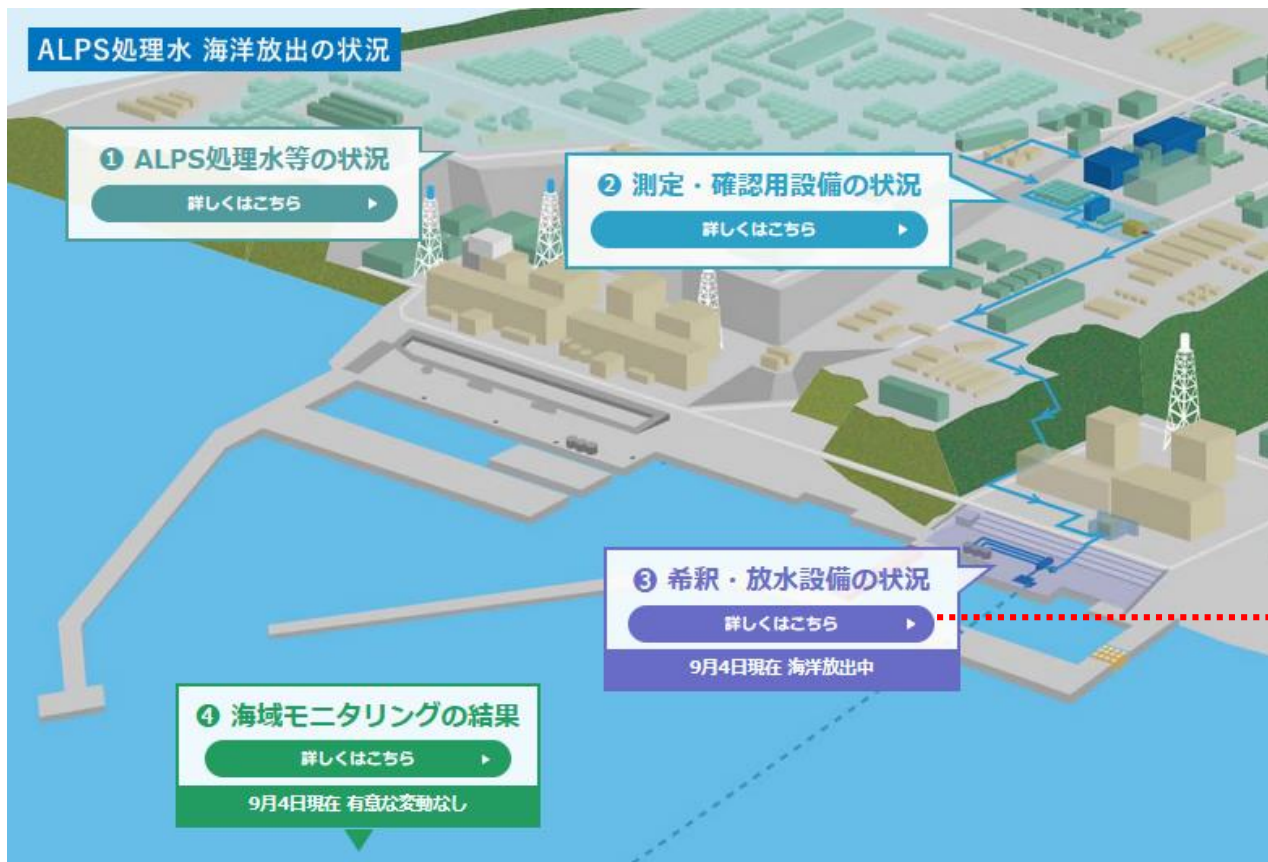 ALPS処理水 海洋放出の状況
❶ ALPS処理水等の状況
詳しくはこちら
❷ 測定・確認用設備の状況
詳しくはこちら
❸ 希釈・放水設備の状況
詳しくはこちら
9月4日現在 海洋放出中
❹ 海域モニタリングの結果
詳しくはこちら
9月4日現在 有意な変動なし